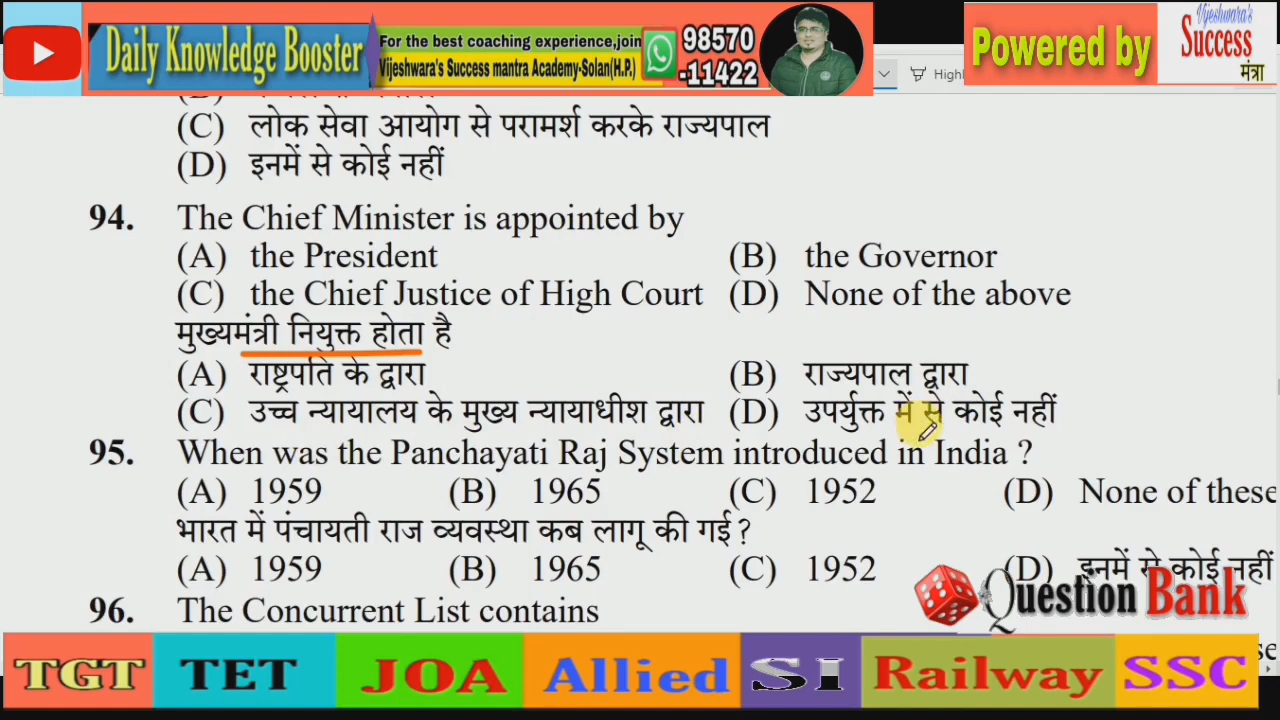 Daily Knowledge Booster
For the best coaching experience,join
Vijeshwara's Success mantra Academy-Solan(H.P.)
98570
-11422
Powered by
Vijeshwara's
Success
मंत्रा
Highl
(C) लोक सेवा आयोग से परामर्श करके राज्यपाल
(D) इनमें से कोई नहीं
94. The Chief Minister is appointed by
(A) the President (B) the Governor
(C) the Chief Justice of High Court (D) None of the above
मुख्यमंत्री नियुक्त होता है
(A) राष्ट्रपति के द्वारा (B) राज्यपाल द्वारा
(C) उच्च न्यायालय के मुख्य न्यायाधीश द्वारा (D) उपर्युक्त में से कोई नहीं
95. When was the Panchayati Raj System introduced in India ?
(A) 1959 (B) 1965 (C) 1952 (D) None of these
भारत में पंचायती राज व्यवस्था कब लागू की गई?
(A) 1959 (B) 1965 (C) 1952 (D) इनमें से कोई नहीं
Question Bank
96. The Concurrent List contains
TGT TET JOA Allied SI Railway SSC